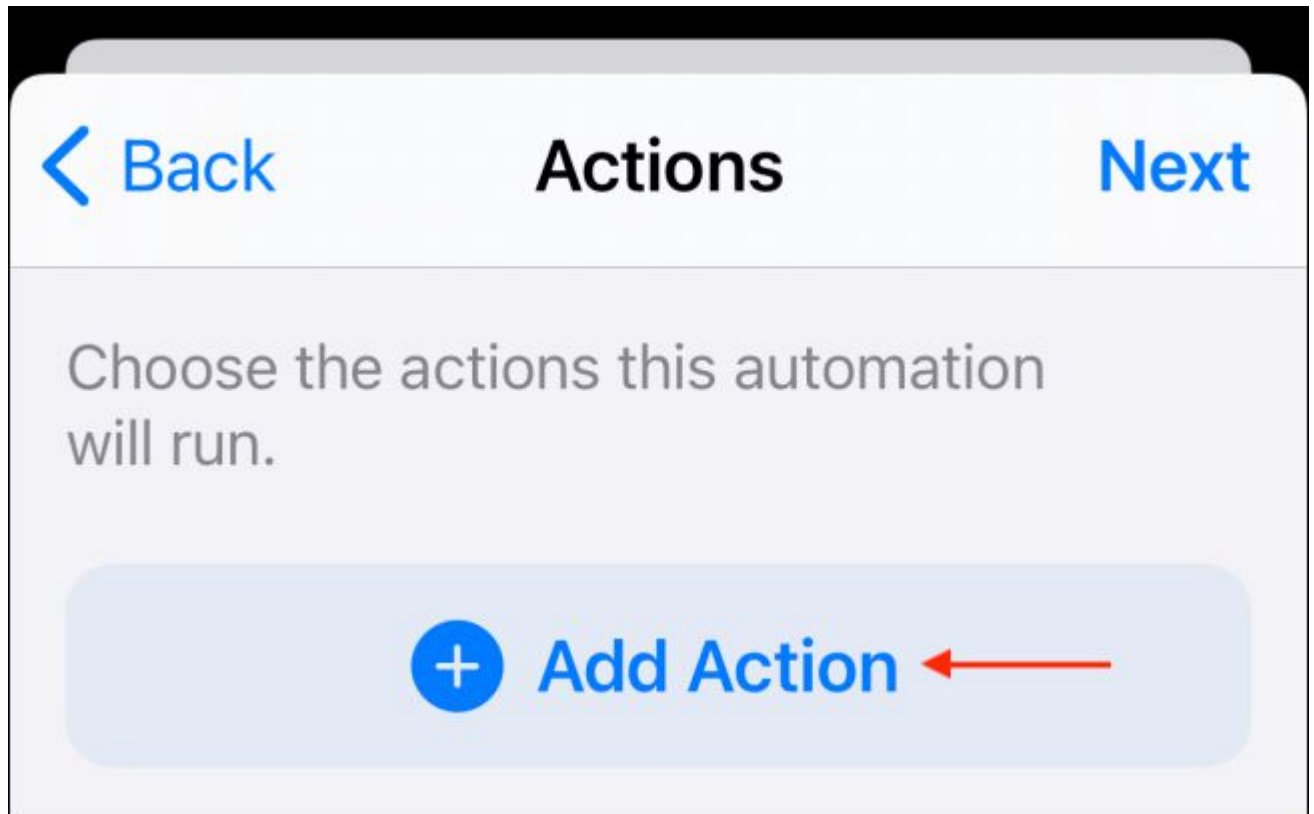 Back
Actions
Next
Choose the actions this automation
will run.
Add Action